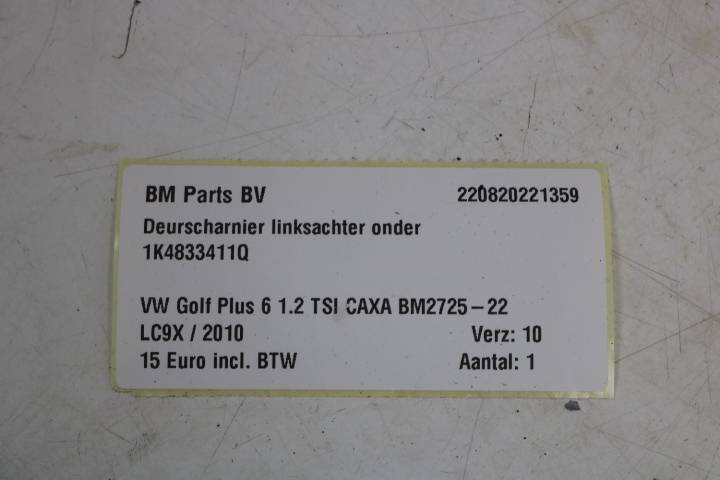 BM Parts BV 220820221359
Deurscharnier linksachter onder
1K4833411Q
VW Golf Plus 6 1.2 TSI CAXA BM2725-22
LC9X / 2010 Verz: 10
15 Euro incl. BTW Aantal: 1